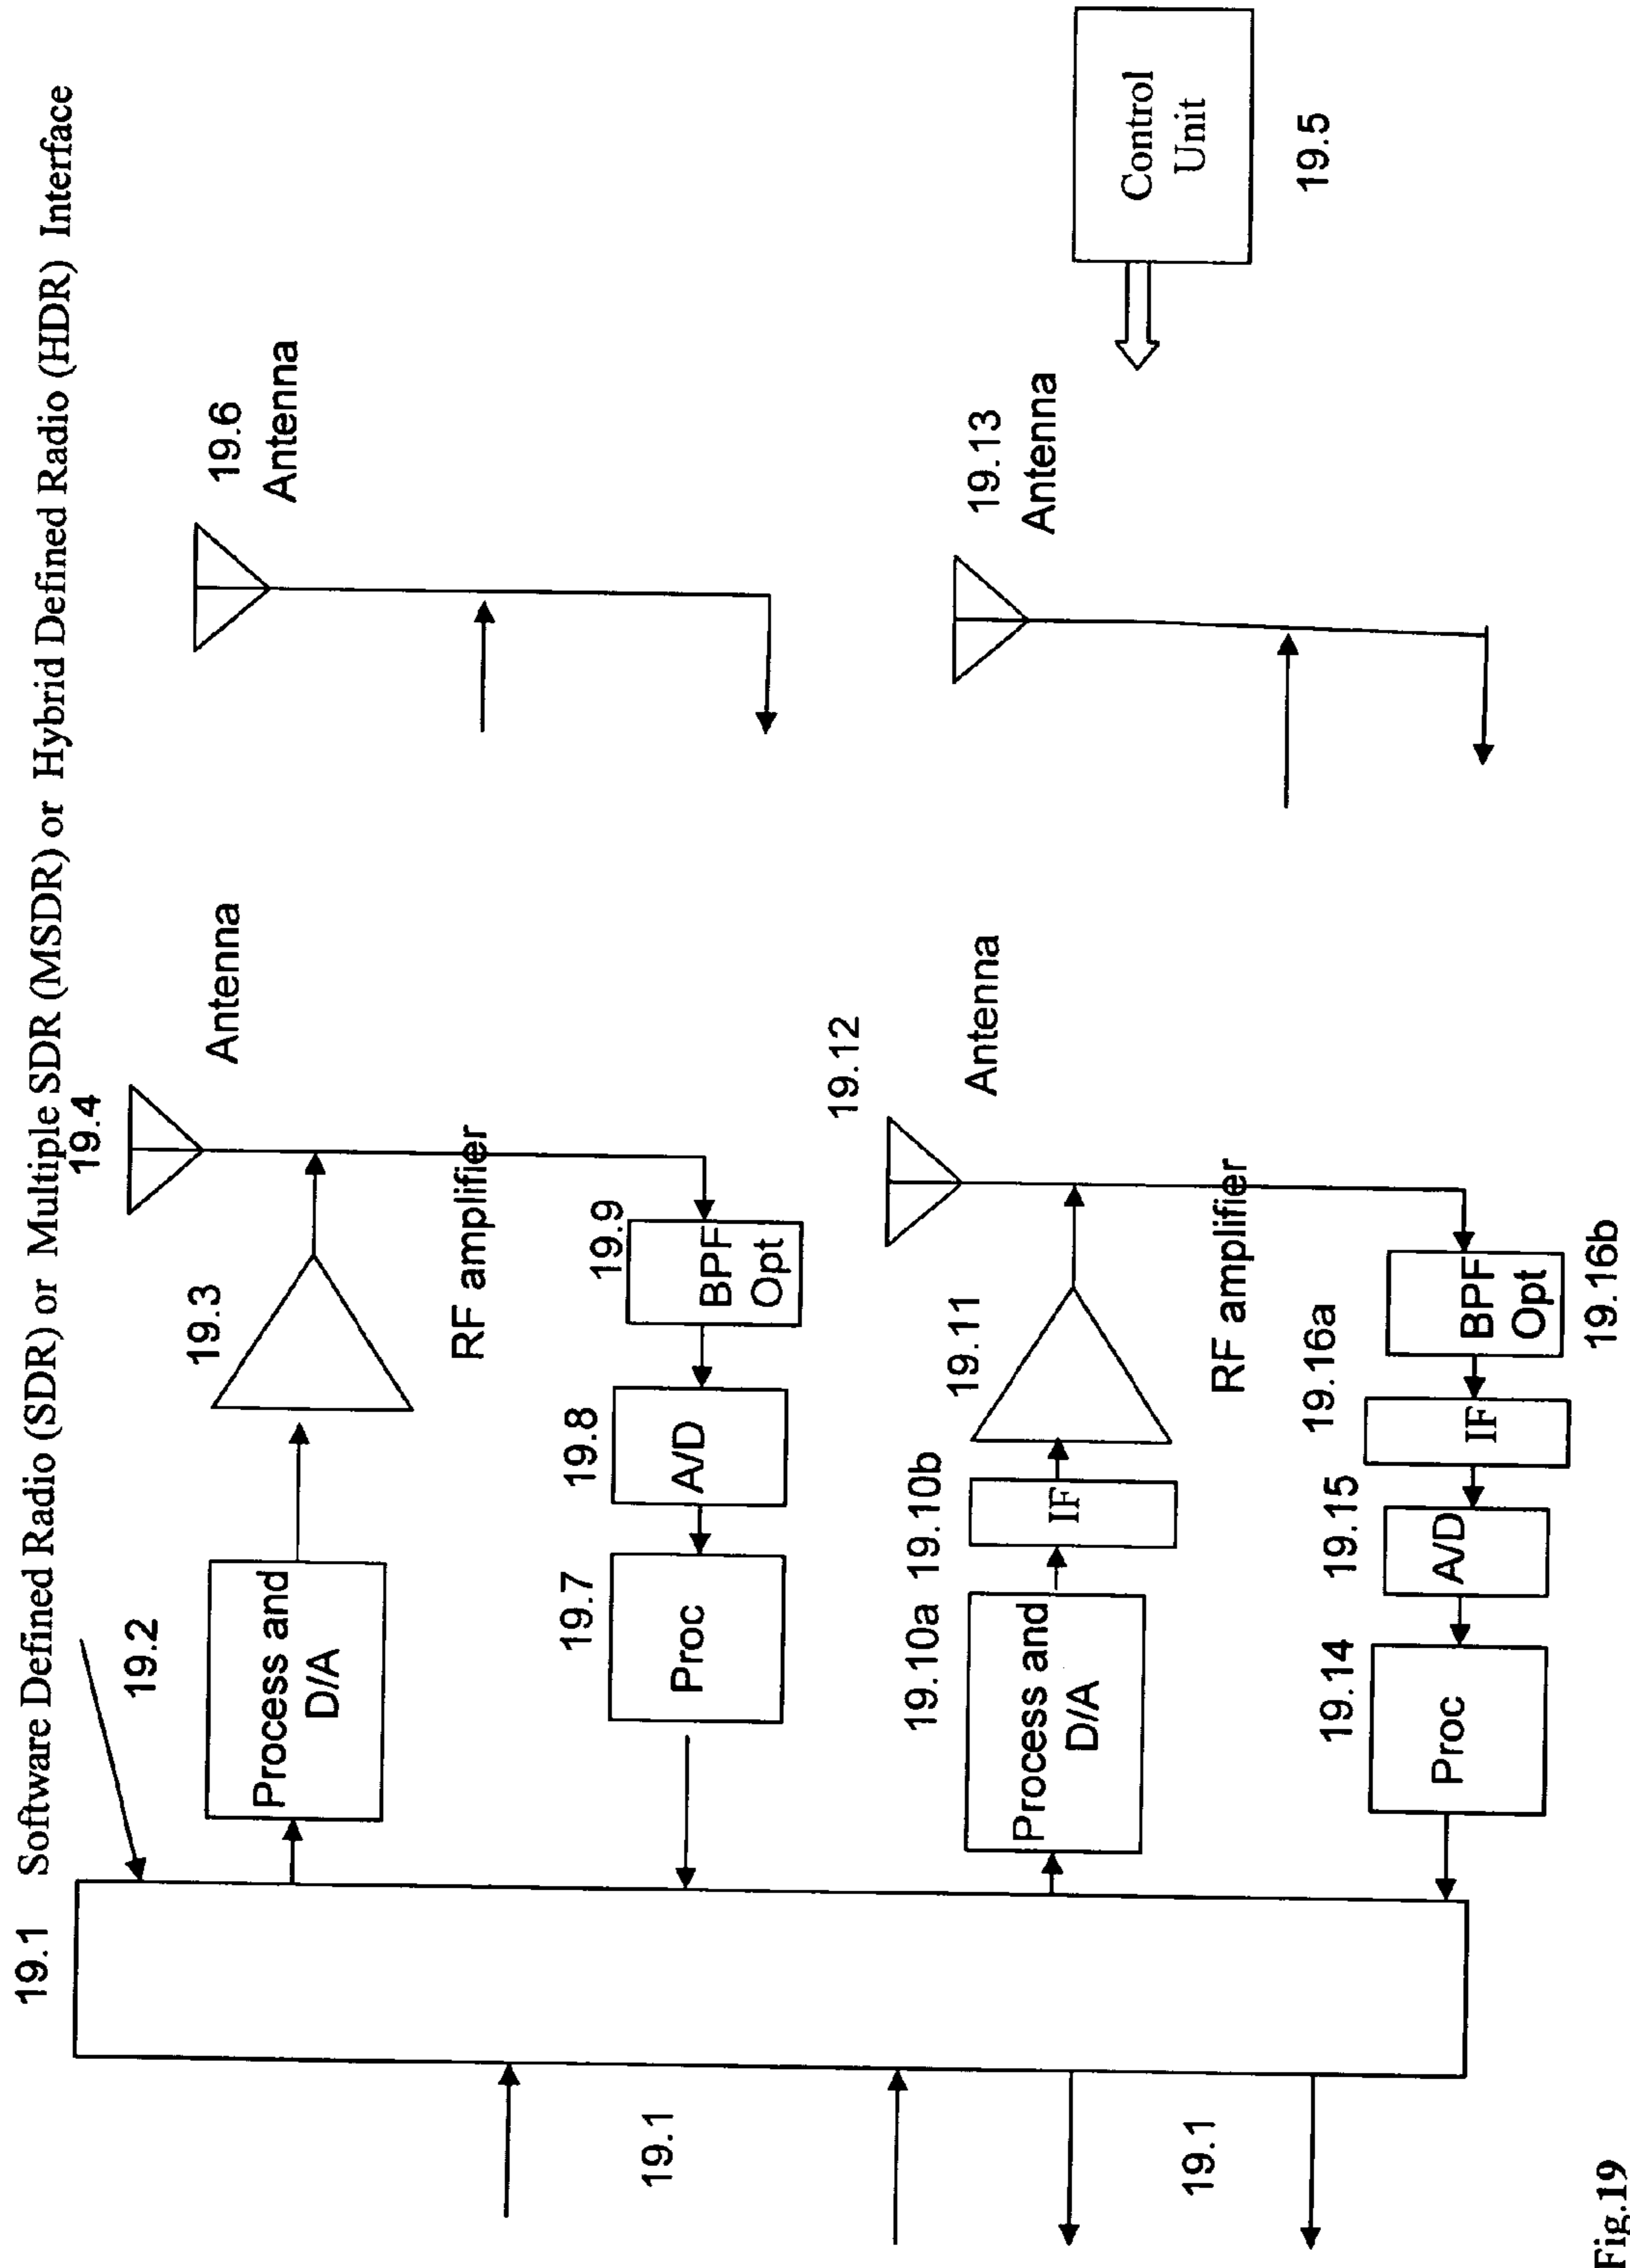 19.1 Software Defined Radio (SDR) or Multiple SDR (MSDR) or Hybrid Defined Radio (HDR) Interface
19.4
19.2
Antenna
19.6
Antenna
19.3
Process and
D/A
RF amplifier
19.7
19.8
19.9
Proc
A/D
BPF
Opt
19.1
19.12
Antenna
19.13
Antenna
19.10a
19.10b
19.11
Process and
D/A
IF
RF amplifier
Control
Unit
19.5
19.1
19.14
19.15
19.16a
Proc
A/D
IF
BPF
Opt
19.16b
Fig.19